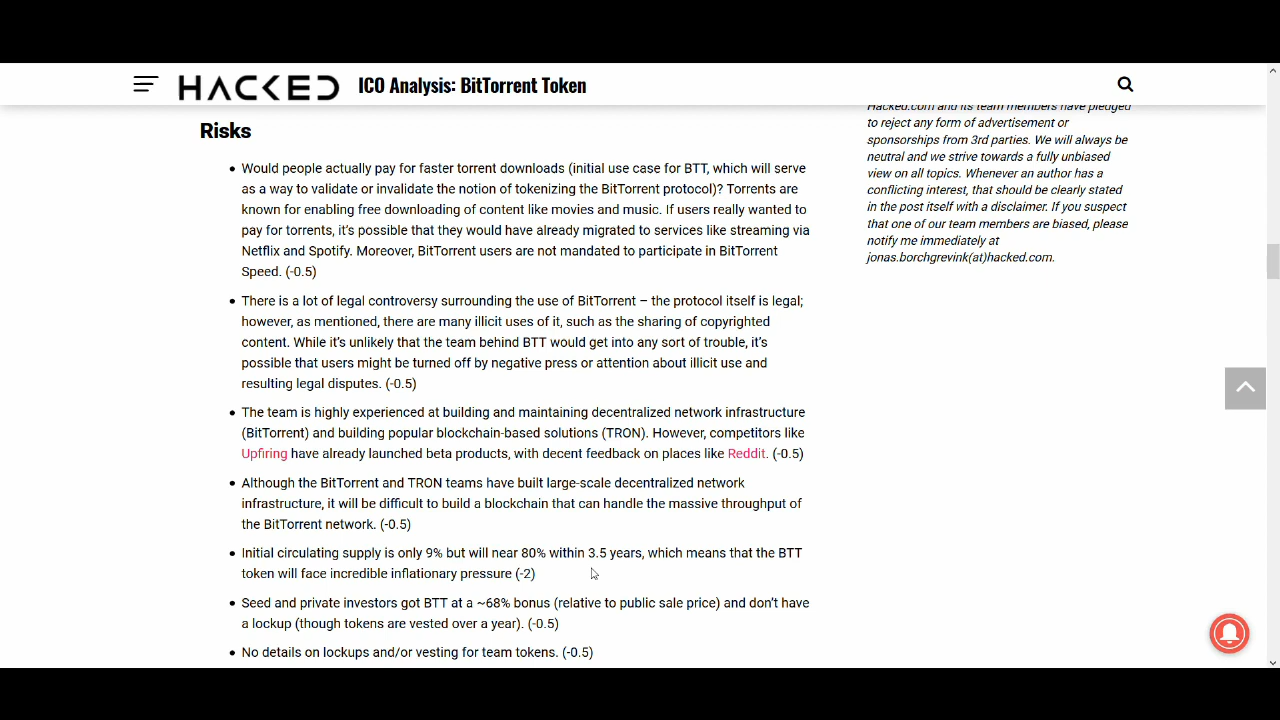 HACKED
ICO Analysis: BitTorrent Token
Risks
Would people actually pay for faster torrent downloads (initial use case for BTT, which will serve
as a way to validate or invalidate the notion of tokenizing the BitTorrent protocol)? Torrents are
known for enabling free downloading of content like movies and music. If users really wanted to
pay for torrents, it's possible that they would have already migrated to services like streaming via
Netflix and Spotify. Moreover, BitTorrent users are not mandated to participate in BitTorrent
Speed. (-0.5)
There is a lot of legal controversy surrounding the use of BitTorrent – the protocol itself is legal;
however, as mentioned, there are many illicit uses of it, such as the sharing of copyrighted
content. While it's unlikely that the team behind BTT would get into any sort of trouble, it's
possible that users might be turned off by negative press or attention about illicit use and
resulting legal disputes. (-0.5)
The team is highly experienced at building and maintaining decentralized network infrastructure
(BitTorrent) and building popular blockchain-based solutions (TRON). However, competitors like
Upfiring have already launched beta products, with decent feedback on places like Reddit. (-0.5)
Although the BitTorrent and TRON teams have built large-scale decentralized network
infrastructure, it will be difficult to build a blockchain that can handle the massive throughput of
the BitTorrent network. (-0.5)
Initial circulating supply is only 9% but will near 80% within 3.5 years, which means that the BTT
token will face incredible inflationary pressure (-2)
Seed and private investors got BTT at a ~68% bonus (relative to public sale price) and don't have
a lockup (though tokens are vested over a year). (-0.5)
No details on lockups and/or vesting for team tokens. (-0.5)
Hacked.com and its team members have pledged
to reject any form of advertisement or
sponsorships from 3rd parties. We will always be
neutral and we strive towards a fully unbiased
view on all topics. Whenever an author has a
conflicting interest, that should be clearly stated
in the post itself with a disclaimer. If you suspect
that one of our team members are biased, please
notify me immediately at
jonas.borchgrevink(at)hacked.com.